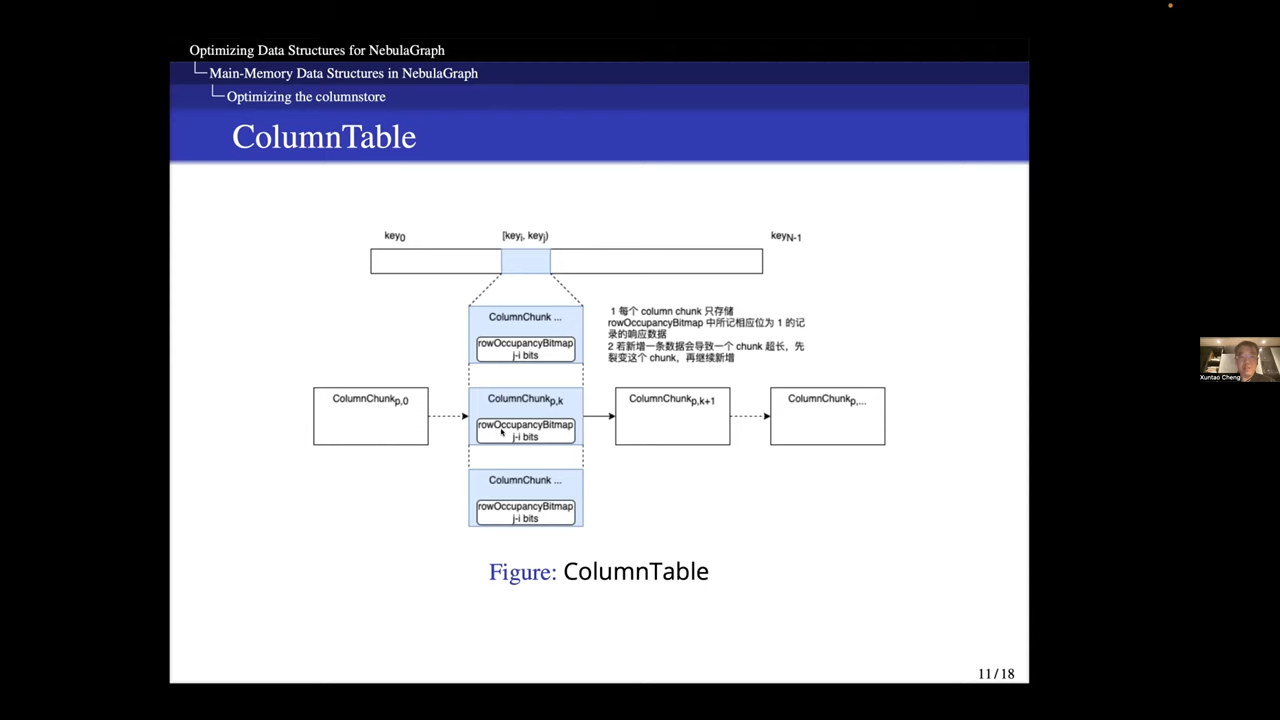 Optimizing Data Structures for NebulaGraph
Main-Memory Data Structures in NebulaGraph
Optimizing the columnstore
ColumnTable
key0 [keyi, keyj) keyN-1
ColumnChunk ...
rowOccupancyBitmap
j-i bits
1 每个 column chunk 只存储
rowOccupancyBitmap 中所记相应位为 1 的记
录的响应数据
2 若新增一条数据会导致一个 chunk 超长，先
裂变这个 chunk，再继续新增
ColumnChunkp,0
ColumnChunkp,k
rowOccupancyBitmap
j-i bits
ColumnChunkp,k+1
ColumnChunkp,...
ColumnChunk ...
rowOccupancyBitmap
j-i bits
Figure: ColumnTable
11 / 18
Xuntao Cheng